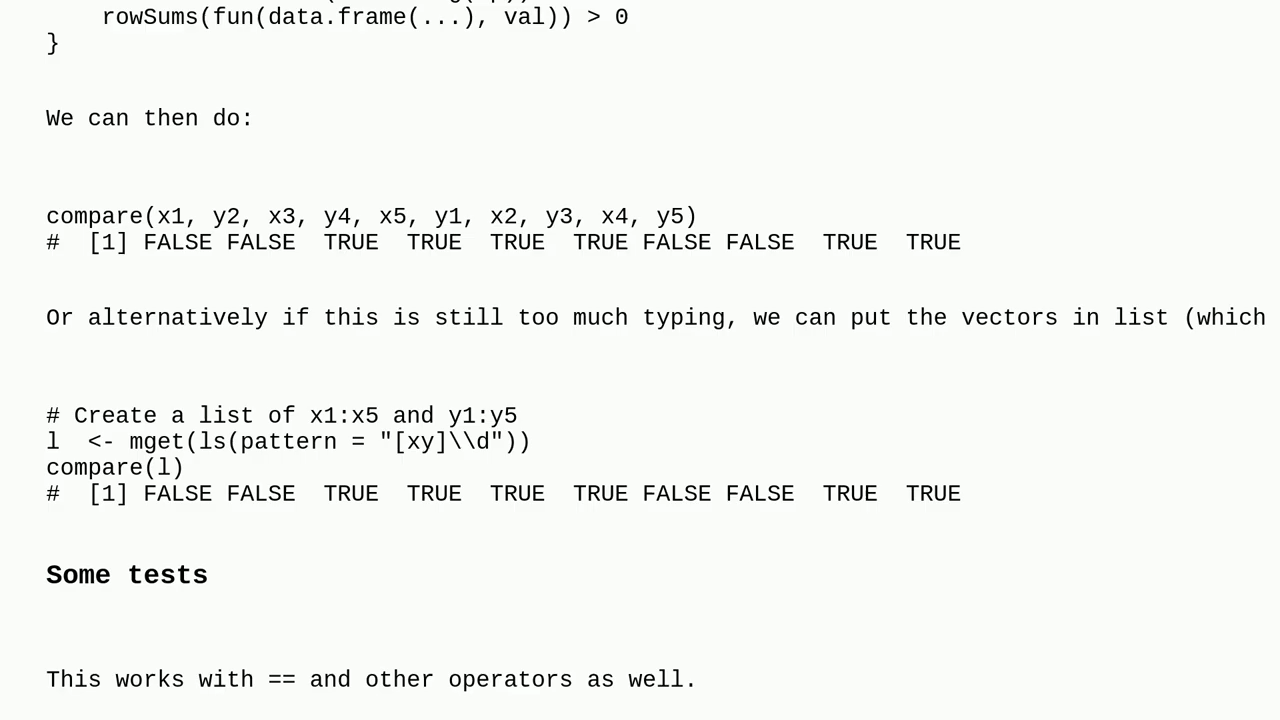 rowSums(fun(data.frame(...), val)) > 0
}
We can then do:
compare(x1, y2, x3, y4, x5, y1, x2, y3, x4, y5)
#  [1] FALSE FALSE  TRUE  TRUE  TRUE  TRUE FALSE FALSE  TRUE  TRUE
Or alternatively if this is still too much typing, we can put the vectors in list (which
# Create a list of x1:x5 and y1:y5
l  <- mget(ls(pattern = "[xy]\\d"))
compare(l)
#  [1] FALSE FALSE  TRUE  TRUE  TRUE  TRUE FALSE FALSE  TRUE  TRUE
Some tests
This works with == and other operators as well.